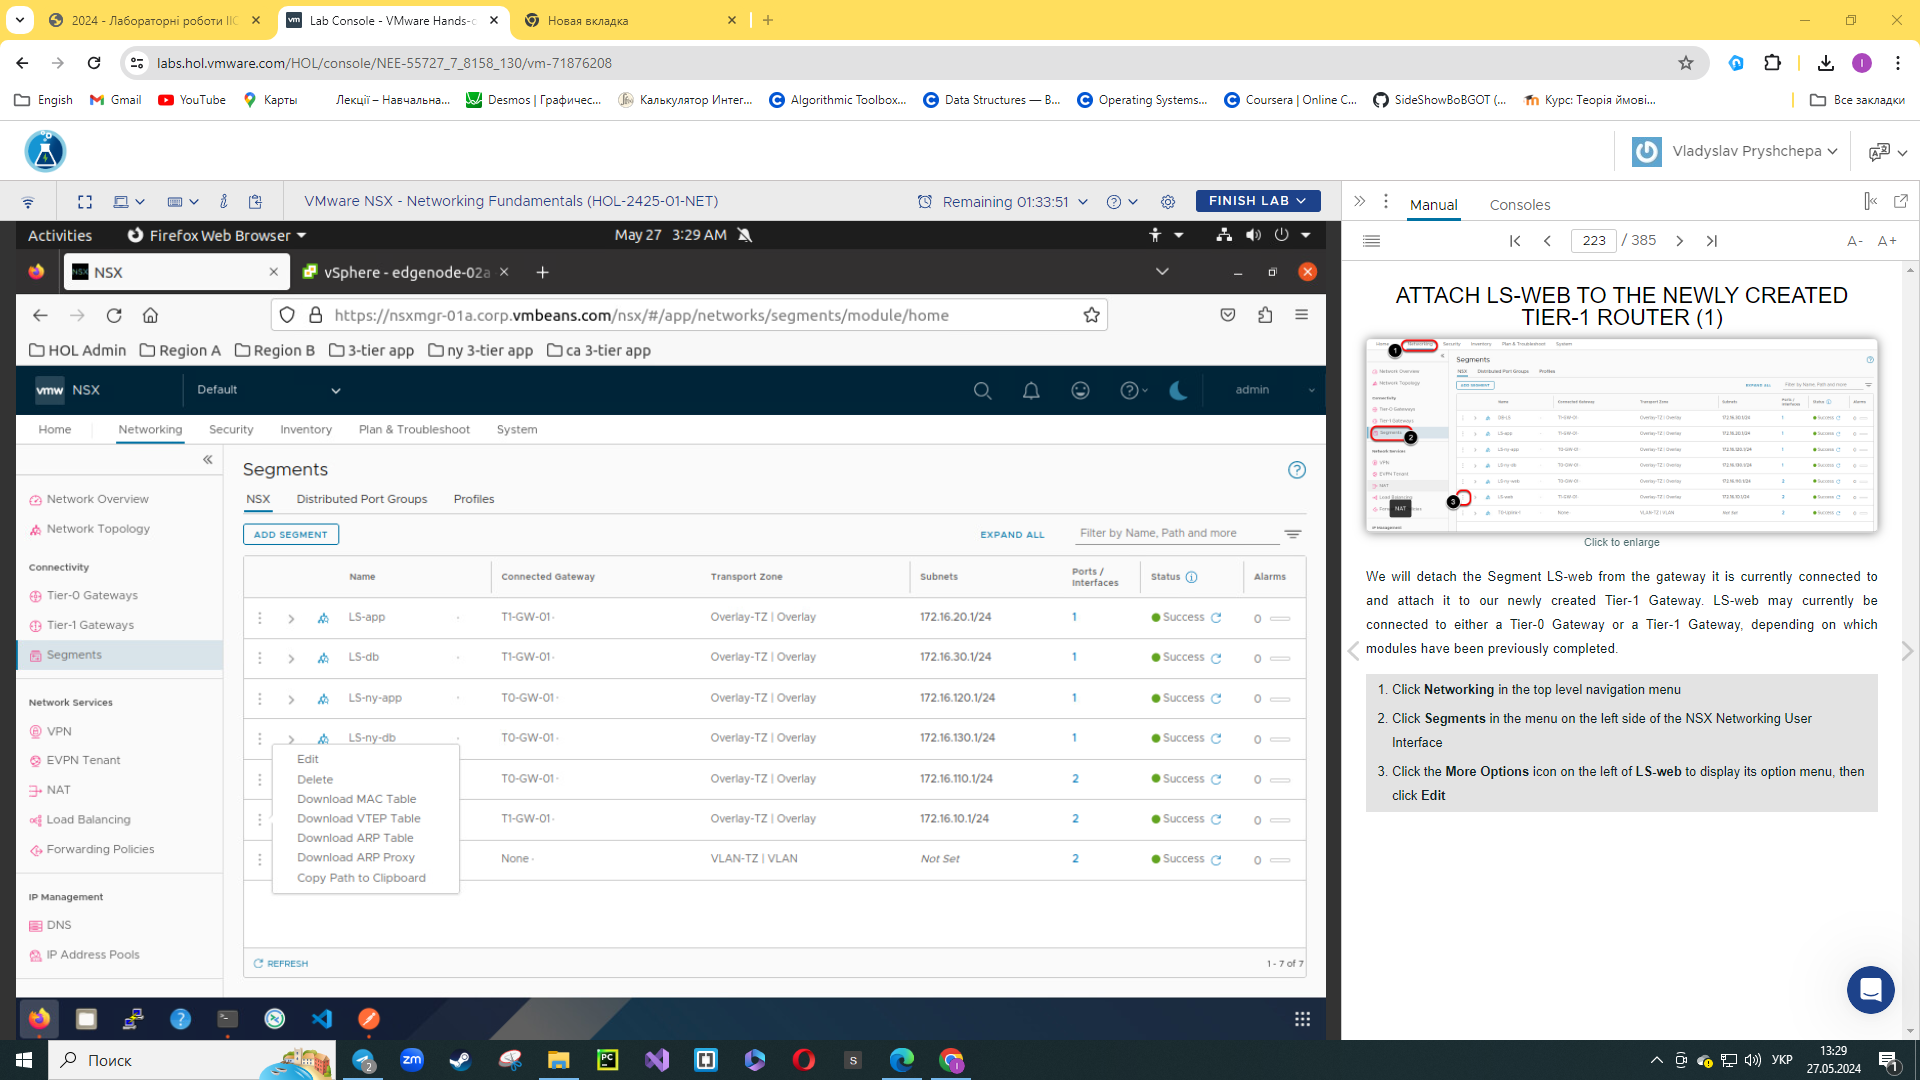 2024 - Лабораторні роботи ІІС
Lab Console - VMware Hands-o
Новая вкладка
labs.hol.vmware.com/HOL/console/NEE-55727_7_8158_130/vm-71876208
Engish
Gmail
YouTube
Карты
Лекції – Навчальна...
Desmos | Графичес...
Калькулятор Интег...
Algorithmic Toolbox...
Data Structures — B...
Operating Systems...
Coursera | Online C...
SideShowBoBGOT (...
Курс: Теорія ймові...
Все закладки
Vladyslav Pryshchepa
VMware NSX - Networking Fundamentals (HOL-2425-01-NET)
Remaining 01:33:51
FINISH LAB
Manual
Consoles
Activities
Firefox Web Browser
May 27 3:29 AM
223 / 385
A-
A+
NSX
vSphere - edgenode-02a
https://nsxmgr-01a.corp.vmbeans.com/nsx/#/app/networks/segments/module/home
HOL Admin
Region A
Region B
3-tier app
ny 3-tier app
ca 3-tier app
vmw NSX
Default
admin
Home
Networking
Security
Inventory
Plan & Troubleshoot
System
Network Overview
Network Topology
Connectivity
Tier-0 Gateways
Tier-1 Gateways
Segments
Network Services
VPN
EVPN Tenant
NAT
Load Balancing
Forwarding Policies
IP Management
DNS
IP Address Pools
Segments
NSX
Distributed Port Groups
Profiles
ADD SEGMENT
EXPAND ALL
Filter by Name, Path and more
Name
Connected Gateway
Transport Zone
Subnets
Ports / Interfaces
Status
Alarms
LS-app T1-GW-01 Overlay-TZ | Overlay 172.16.20.1/24 1 Success 0
LS-db T1-GW-01 Overlay-TZ | Overlay 172.16.30.1/24 1 Success 0
LS-ny-app T0-GW-01 Overlay-TZ | Overlay 172.16.120.1/24 1 Success 0
LS-ny-db T0-GW-01 Overlay-TZ | Overlay 172.16.130.1/24 1 Success 0
T0-GW-01 Overlay-TZ | Overlay 172.16.110.1/24 2 Success 0
T1-GW-01 Overlay-TZ | Overlay 172.16.10.1/24 2 Success 0
None VLAN-TZ | VLAN Not Set 2 Success 0
Edit
Delete
Download MAC Table
Download VTEP Table
Download ARP Table
Download ARP Proxy
Copy Path to Clipboard
REFRESH
1 - 7 of 7
ATTACH LS-WEB TO THE NEWLY CREATED
TIER-1 ROUTER (1)
Click to enlarge
We will detach the Segment LS-web from the gateway it is currently connected to
and attach it to our newly created Tier-1 Gateway. LS-web may currently be
connected to either a Tier-0 Gateway or a Tier-1 Gateway, depending on which
modules have been previously completed.
1. Click Networking in the top level navigation menu
2. Click Segments in the menu on the left side of the NSX Networking User
Interface
3. Click the More Options icon on the left of LS-web to display its option menu, then
click Edit
Поиск
УКР
13:29
27.05.2024